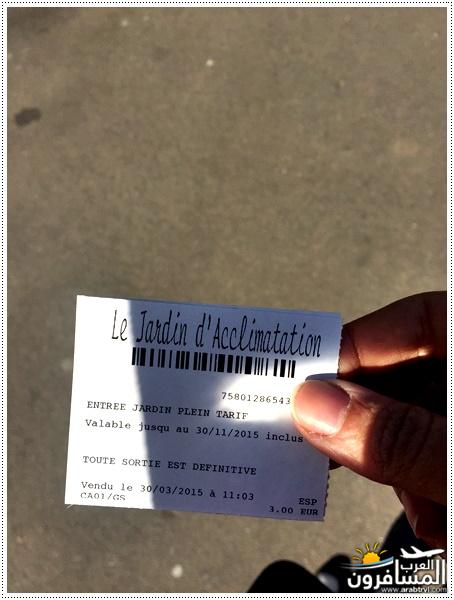 Le Jardin d'Acclimatation
75801286543
ENTREE JARDIN PLEIN TARIF
Valable jusqu au 30/11/2015 inclus
TOUTE SORTIE EST DEFINITIVE
Vendu le 30/03/2015 à 11:03 ESP
CA01/GS 3.00 EUR
العرب
المسافرون
www.arabtrvl.com